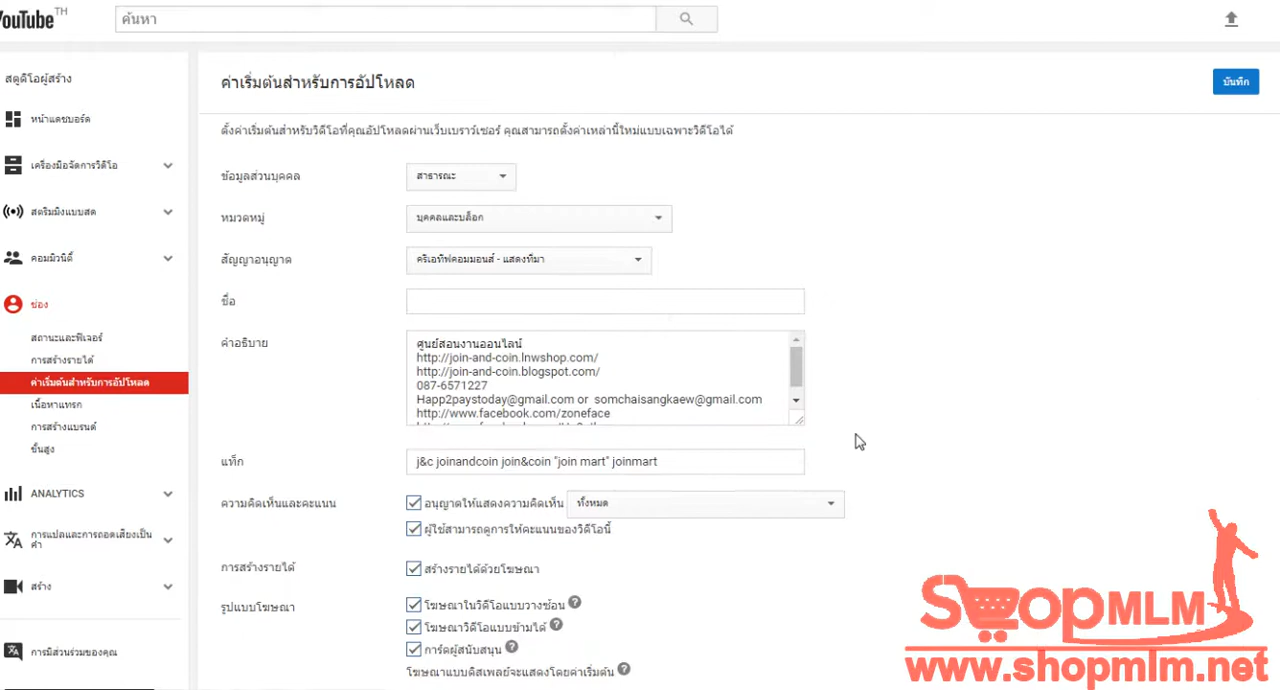 YouTube TH
ค้นหา
สตูดิโอผู้สร้าง
หน้าแดชบอร์ด
เครื่องมือจัดการวิดีโอ
สตรีมมิงแบบสด
คอมมิวนิตี้
ช่อง
สถานะและฟีเจอร์
การสร้างรายได้
ค่าเริ่มต้นสำหรับการอัปโหลด
เนื้อหาแทรก
การสร้างแบรนด์
ขั้นสูง
ANALYTICS
การแปลและการถอดเสียงเป็น
คำ
สร้าง
การมีส่วนร่วมของคุณ
ค่าเริ่มต้นสำหรับการอัปโหลด
บันทึก
ตั้งค่าเริ่มต้นสำหรับวิดีโอที่คุณอัปโหลดผ่านเว็บเบราว์เซอร์ คุณสามารถตั้งค่าเหล่านี้ใหม่แบบเฉพาะวิดีโอได้
ข้อมูลส่วนบุคคล สาธารณะ
หมวดหมู่ บุคคลและบล็อก
สัญญาอนุญาต ครีเอทีฟคอมมอนส์ - แสดงที่มา
ชื่อ
คำอธิบาย
ศูนย์สอนงานออนไลน์
http://join-and-coin.lnwshop.com/
http://join-and-coin.blogspot.com/
087-6571227
Happ2paystoday@gmail.com or somchaisangkaew@gmail.com
http://www.facebook.com/zoneface
แท็ก j&c joinandcoin join&coin "join mart" joinmart
ความคิดเห็นและคะแนน อนุญาตให้แสดงความคิดเห็น ทั้งหมด
ผู้ใช้สามารถดูการให้คะแนนของวิดีโอนี้
การสร้างรายได้ สร้างรายได้ด้วยโฆษณา
รูปแบบโฆษณา โฆษณาในวิดีโอแบบวางซ้อน ?
โฆษณาวิดีโอแบบข้ามได้ ?
การ์ดผู้สนับสนุน ?
โฆษณาแบบดิสเพลย์จะแสดงโดยค่าเริ่มต้น ?
SHOPMLM
www.shopmlm.net